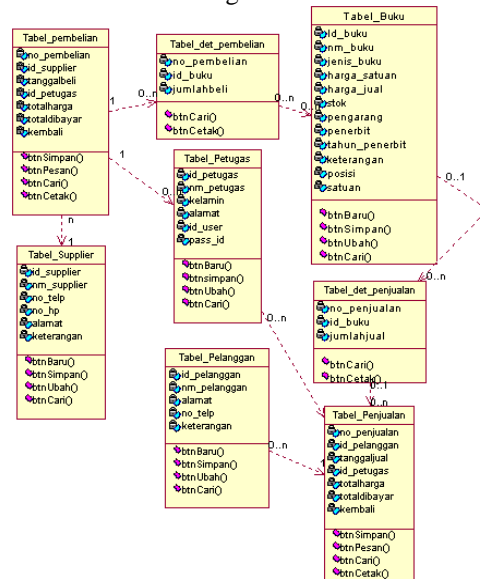 Tabel_pembelian
no_pembelian
id_supplier
tanggalbeli
id_petugas
totalharga
totaldibayar
kembali
btnSimpan()
btnPesan()
btnCari()
btnCetak()
1
0..n
1
0..n
n
1
Tabel_det_pembelian
no_pembelian
id_buku
jumlahbeli
btnCari()
btnCetak()
0..n
0..n
Tabel_Buku
Id_buku
nm_buku
jenis_buku
harga_satuan
harga_jual
stok
pengarang
penerbit
tahun_penerbit
keterangan
posisi
satuan
btnBaru()
btnSimpan()
btnUbah()
btnCari()
0..1
0..n
Tabel_Petugas
id_petugas
nm_petugas
kelamin
alamat
id_user
pass_id
btnBaru()
btnsimpan()
btnUbah()
btnCari()
0..n
Tabel_Supplier
id_supplier
nm_supplier
no_telp
no_hp
alamat
keterangan
btnBaru()
btnSimpan()
btnUbah()
btnCari()
Tabel_det_penjualan
no_penjualan
id_buku
jumlahjual
btnCari()
btnCetak()
0..1
0..n
Tabel_Pelanggan
id_pelanggan
nm_pelanggan
alamat
no_telp
keterangan
btnBaru()
btnSimpan()
btnUbah()
btnCari()
0..n
1
Tabel_Penjualan
no_penjualan
id_pelanggan
tanggaljual
id_petugas
totalharga
totaldibayar
kembali
btnSimpan()
btnPesan()
btnCari()
btnCetak()